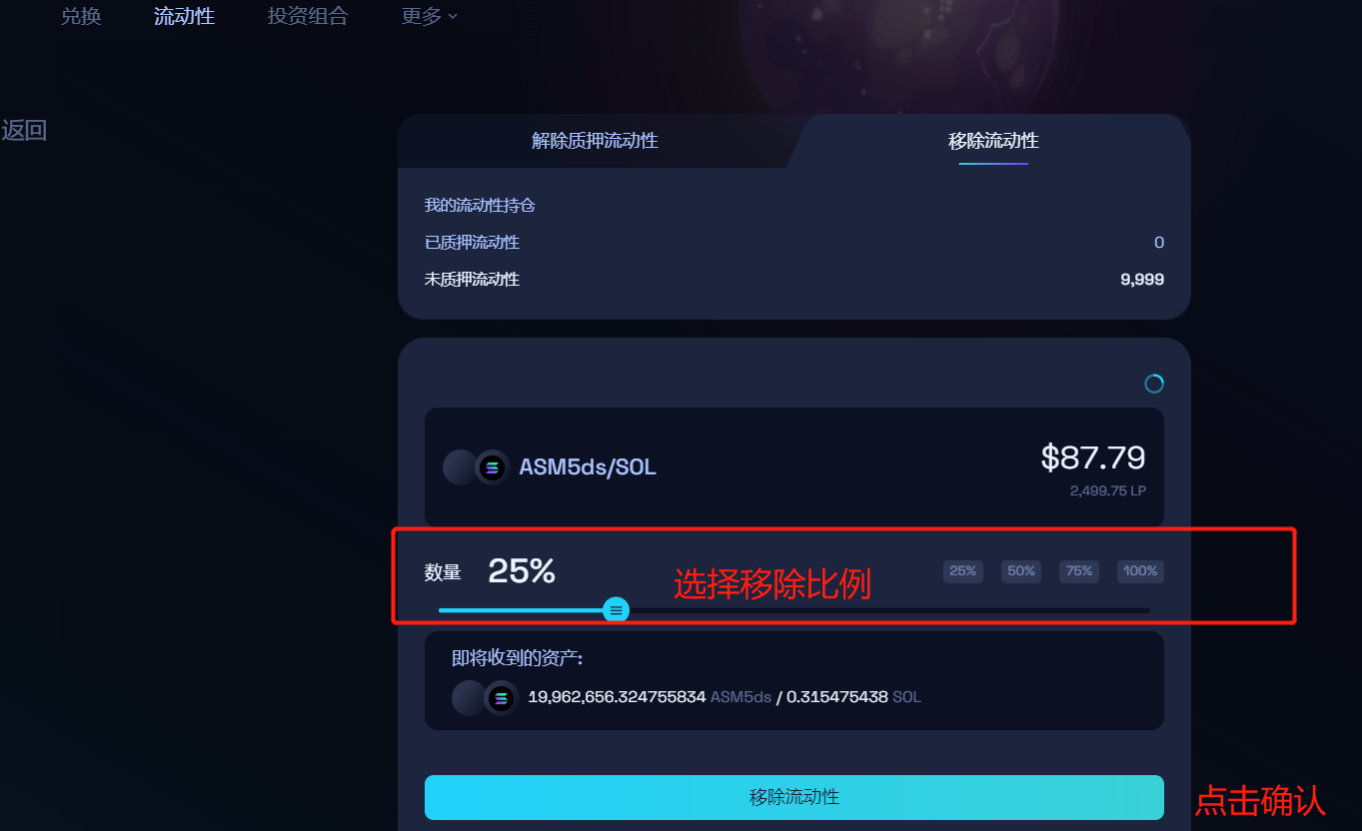 兑换 流动性 投资组合 更多
返回
解除质押流动性 移除流动性
我的流动性持仓
已质押流动性 0
未质押流动性 9,999
ASM5ds/SOL $87.79
2,499.75 LP
数量 25% 选择移除比例 25% 50% 75% 100%
即将收到的资产:
19,962,656.324755834 ASM5ds / 0.315475438 SOL
移除流动性 点击确认